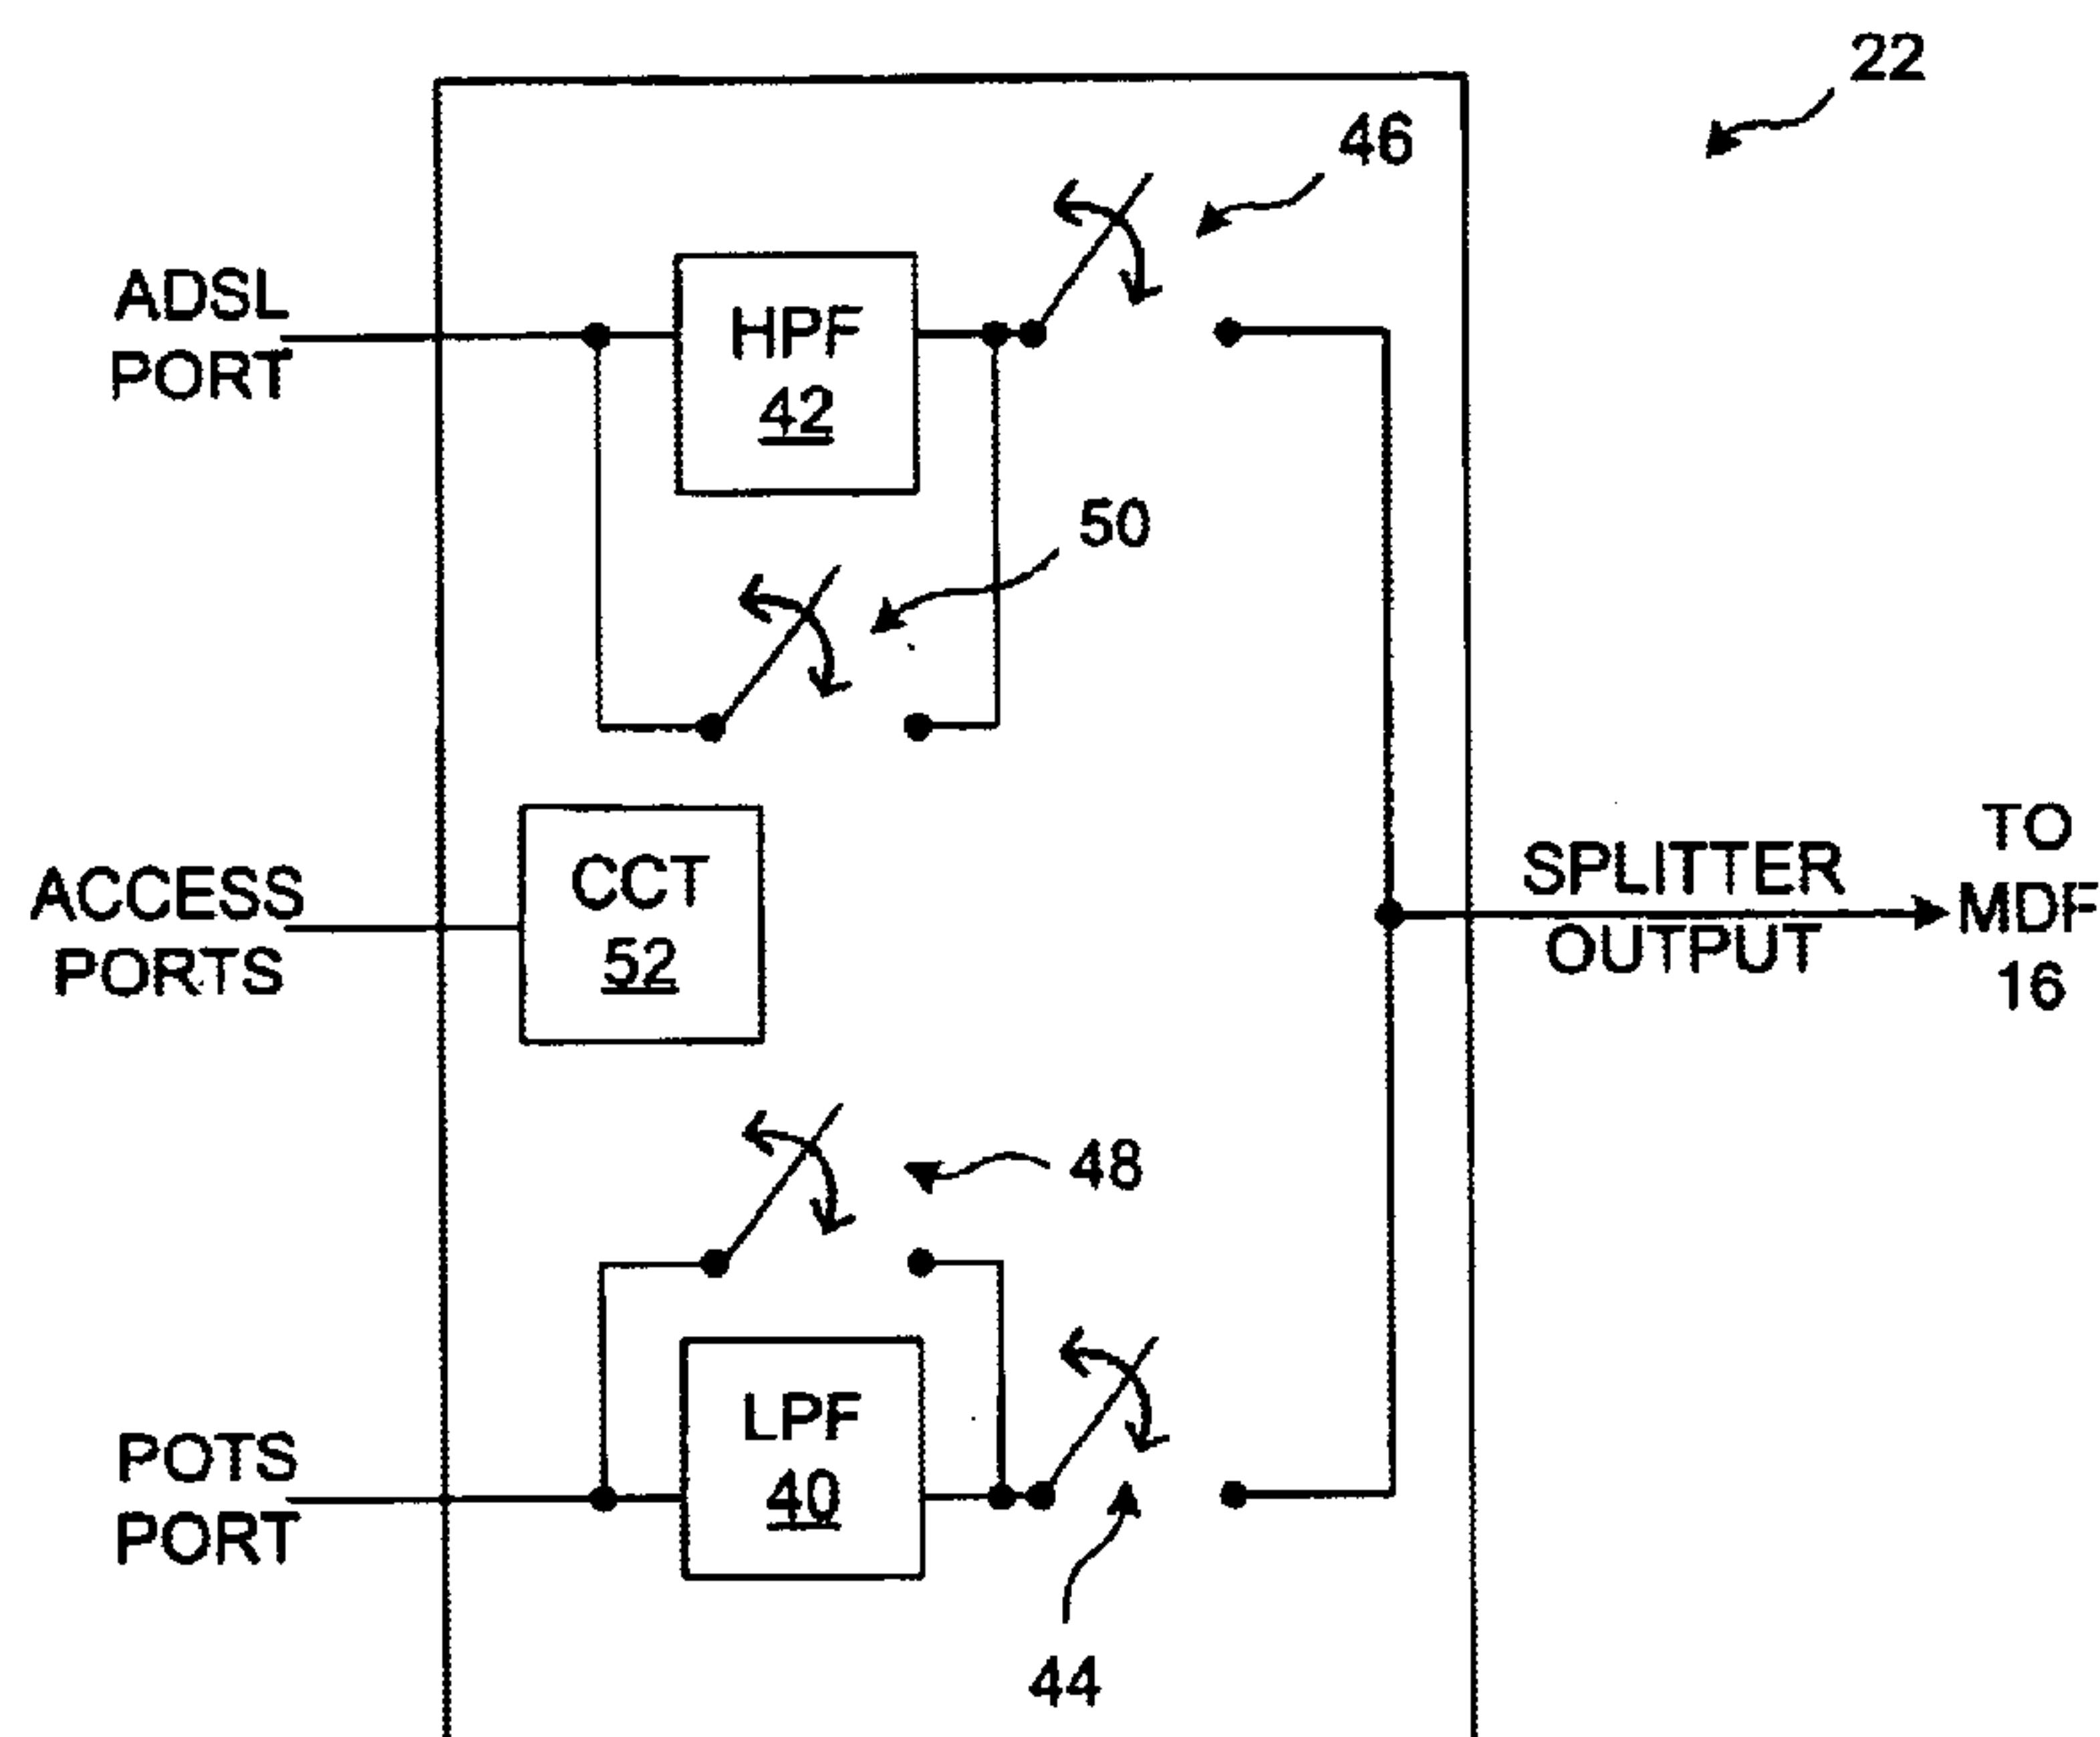 22
46
ADSL
PORT
HPF
42
50
ACCESS
PORTS
CCT
52
SPLITTER
OUTPUT
TO
MDF
16
48
POTS
PORT
LPF
40
44